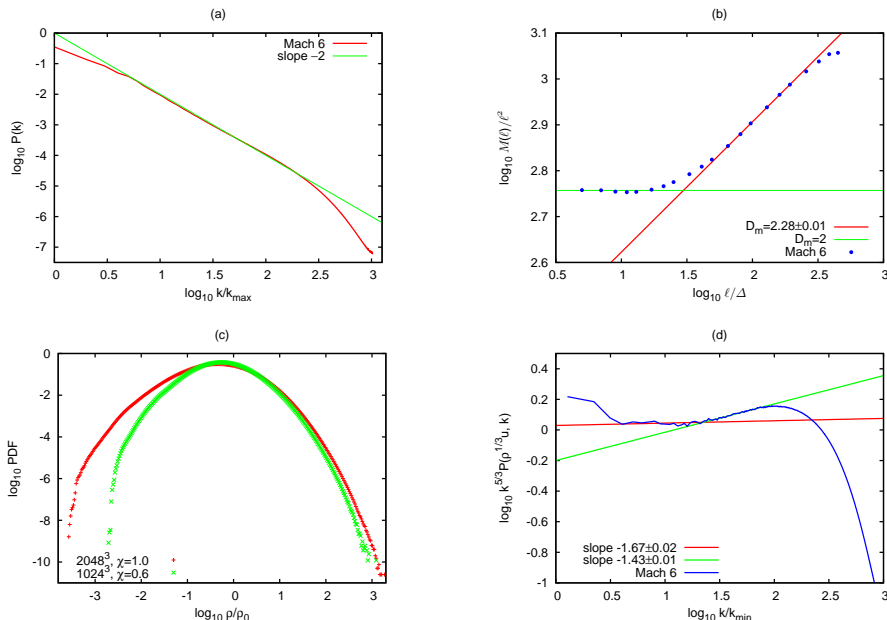 (a)
0
-1
-2
-3
-4
-5
-6
-7
0
0.5
1
1.5
2
2.5
3
log10 P(k)
log10 k/kmax
Mach 6
slope −2
(b)
3.1
3
2.9
2.8
2.7
2.6
0.5
1
1.5
2
2.5
3
log10 M(ℓ)/ℓ²
log10 ℓ/Δ
Dm=2.28±0.01
Dm=2
Mach 6
(c)
0
-2
-4
-6
-8
-10
-3
-2
-1
0
1
2
3
log10 PDF
log10 ρ/ρ0
2048³, χ=1.0
1024³, χ=0.6
(d)
0.4
0.2
0
-0.2
-0.4
-0.6
-0.8
-1
0
0.5
1
1.5
2
2.5
3
log10 k^5/3P(ρ^1/3u, k)
log10 k/kmin
slope -1.67±0.02
slope -1.43±0.01
Mach 6